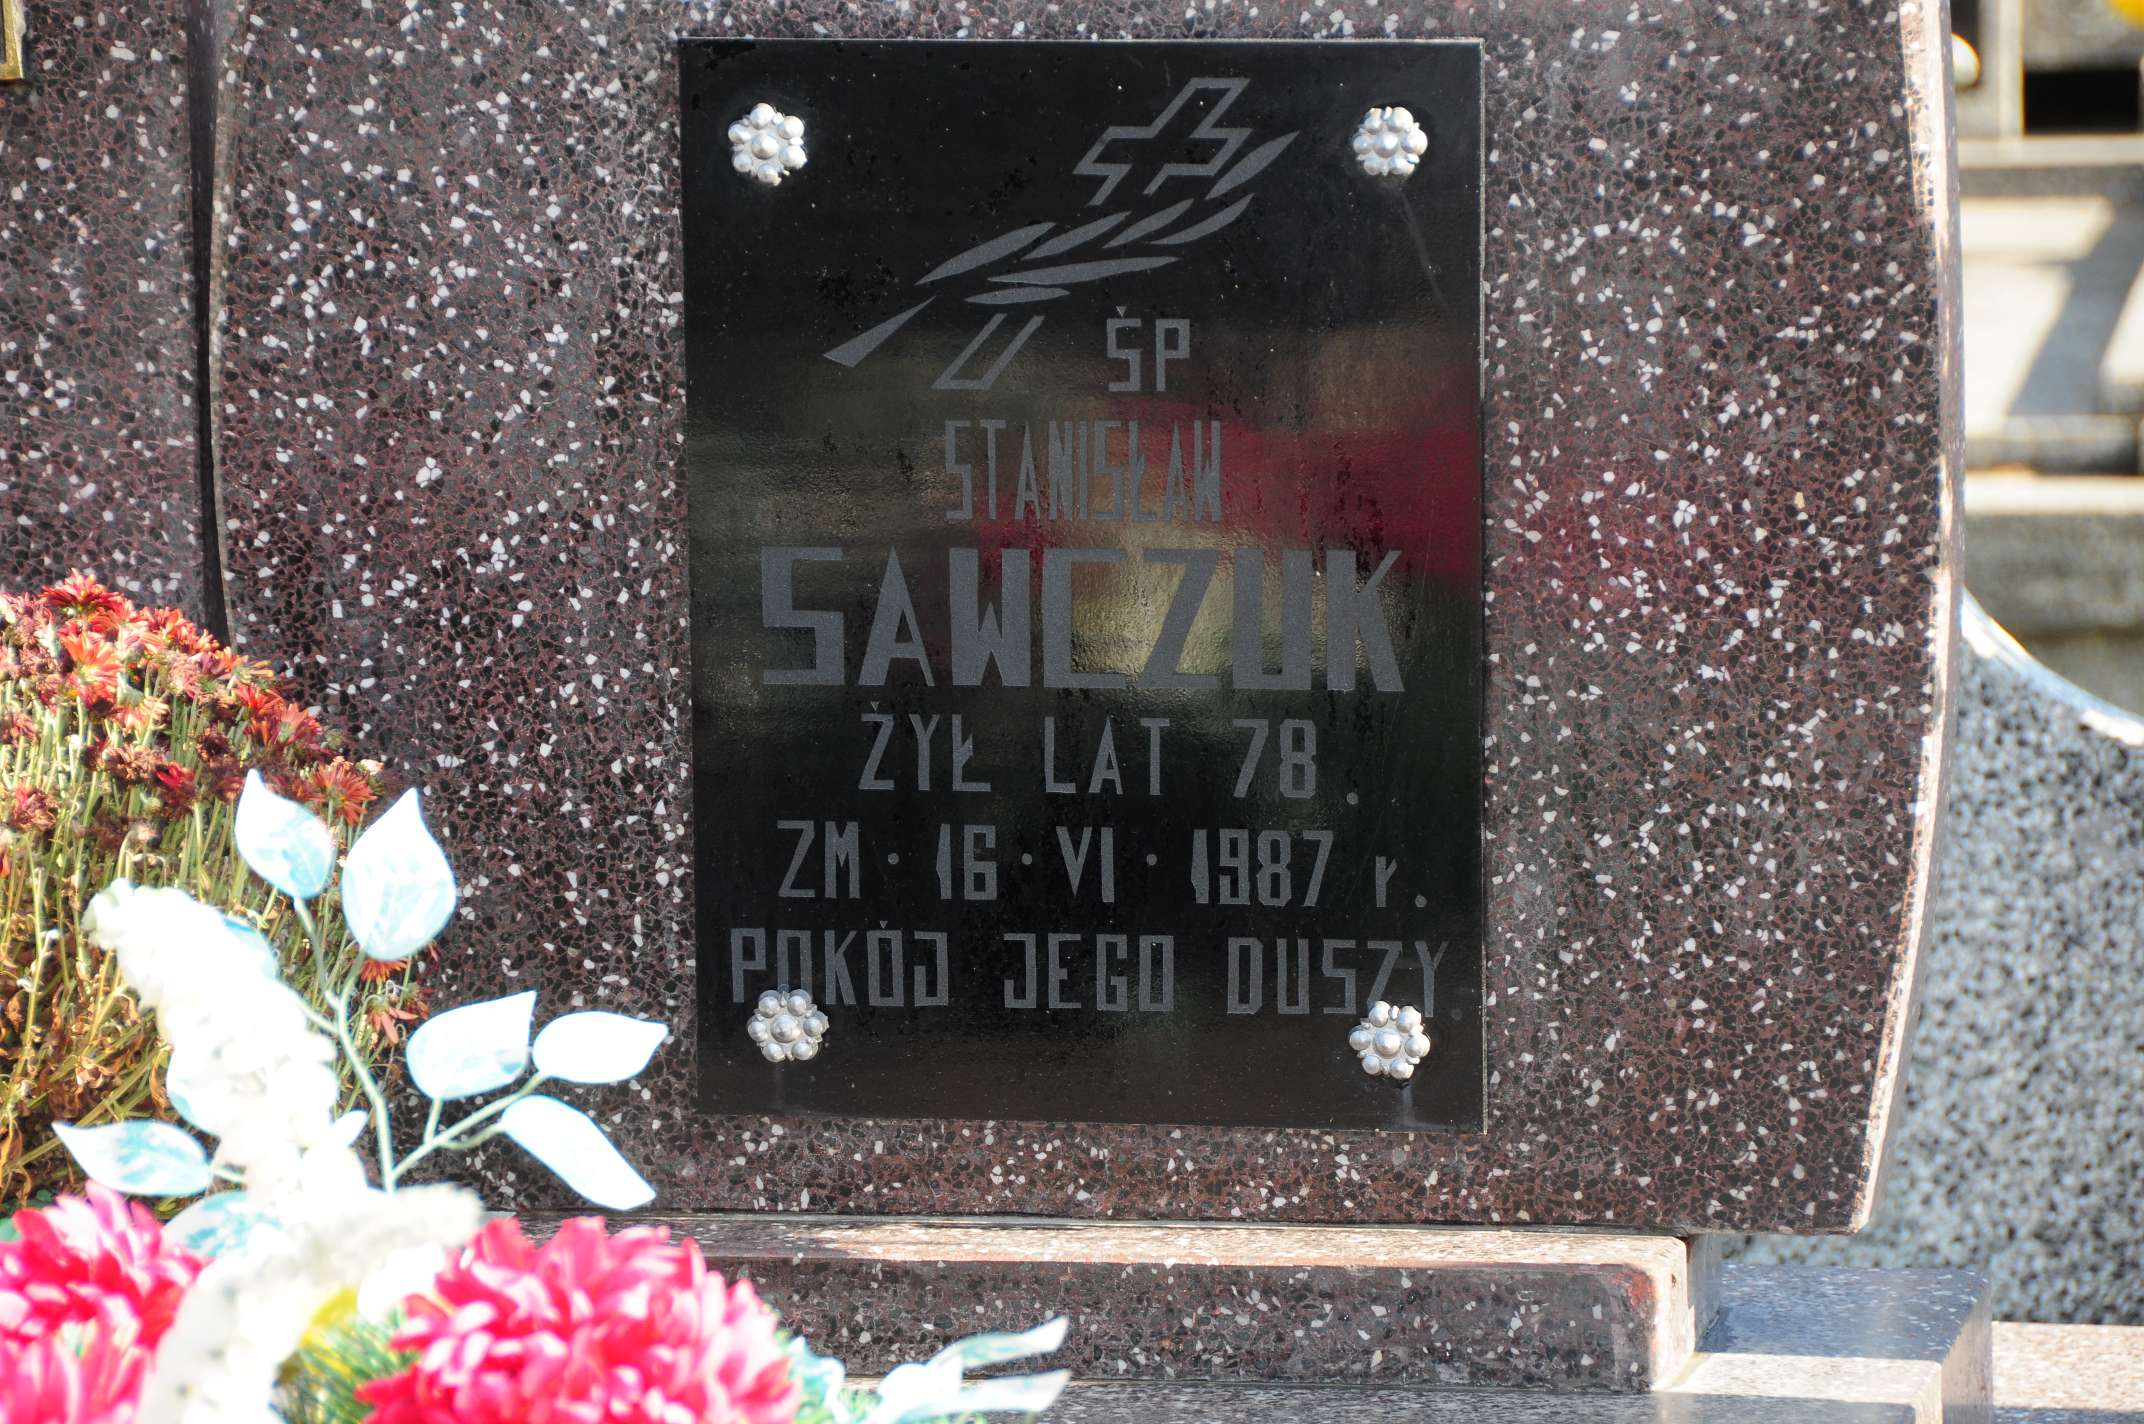 ŚP
STANISŁAW
SAWCZUK
ŻYŁ LAT 78.
ZM. 16.VI.1987 r.
POKÓJ JEGO DUSZY.